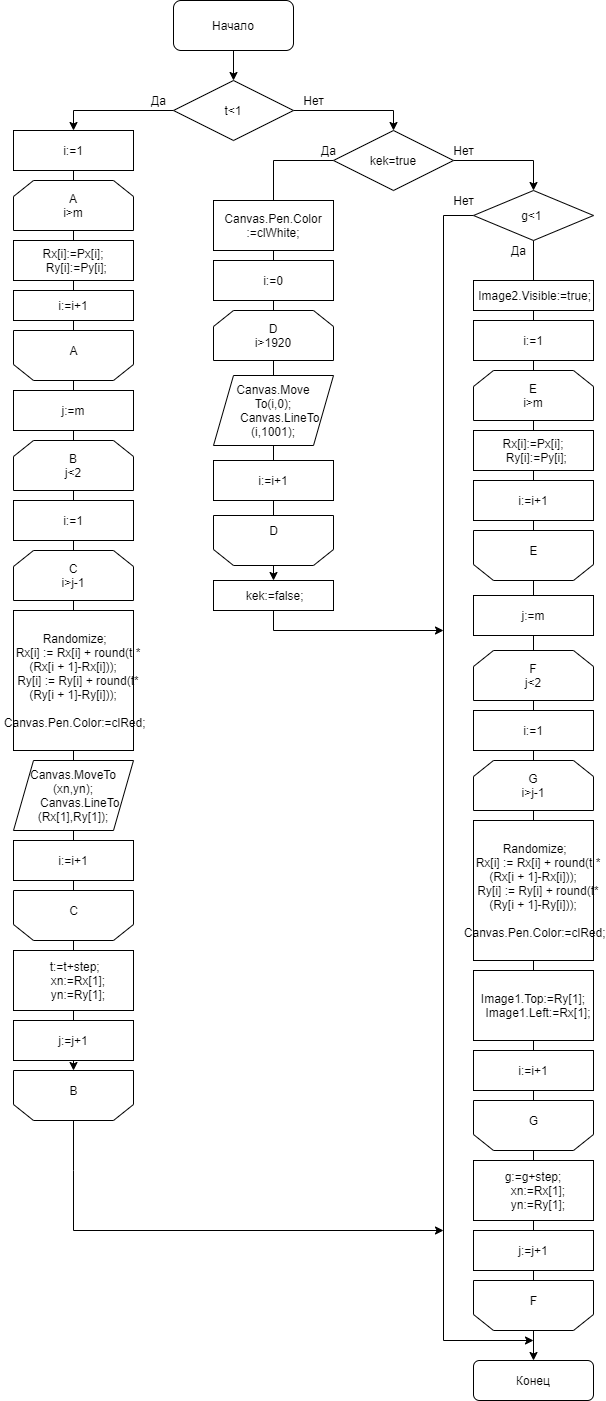 Начало
t<1
Да
Нет
i:=1
A
i>m
Rx[i]:=Px[i];
Ry[i]:=Py[i];
i:=i+1
A
j:=m
B
j<2
i:=1
C
i>j-1
Randomize;
Rx[i] := Rx[i] + round(t *
(Rx[i + 1]-Rx[i]));
Ry[i] := Ry[i] + round(t*
(Ry[i + 1]-Ry[i]));
Canvas.Pen.Color:=clRed;
Canvas.MoveTo
(xn,yn);
Canvas.LineTo
(Rx[1],Ry[1]);
i:=i+1
C
t:=t+step;
xn:=Rx[1];
yn:=Ry[1];
j:=j+1
B
kek=true
Да
Нет
Canvas.Pen.Color
:=clWhite;
i:=0
D
i>1920
Canvas.Move
To(i,0);
Canvas.LineTo
(i,1001);
i:=i+1
D
kek:=false;
g<1
Нет
Да
Image2.Visible:=true;
i:=1
E
i>m
Rx[i]:=Px[i];
Ry[i]:=Py[i];
i:=i+1
E
j:=m
F
j<2
i:=1
G
i>j-1
Randomize;
Rx[i] := Rx[i] + round(t *
(Rx[i + 1]-Rx[i]));
Ry[i] := Ry[i] + round(t*
(Ry[i + 1]-Ry[i]));
Canvas.Pen.Color:=clRed;
Image1.Top:=Ry[1];
Image1.Left:=Rx[1];
i:=i+1
G
g:=g+step;
xn:=Rx[1];
yn:=Ry[1];
j:=j+1
F
Конец